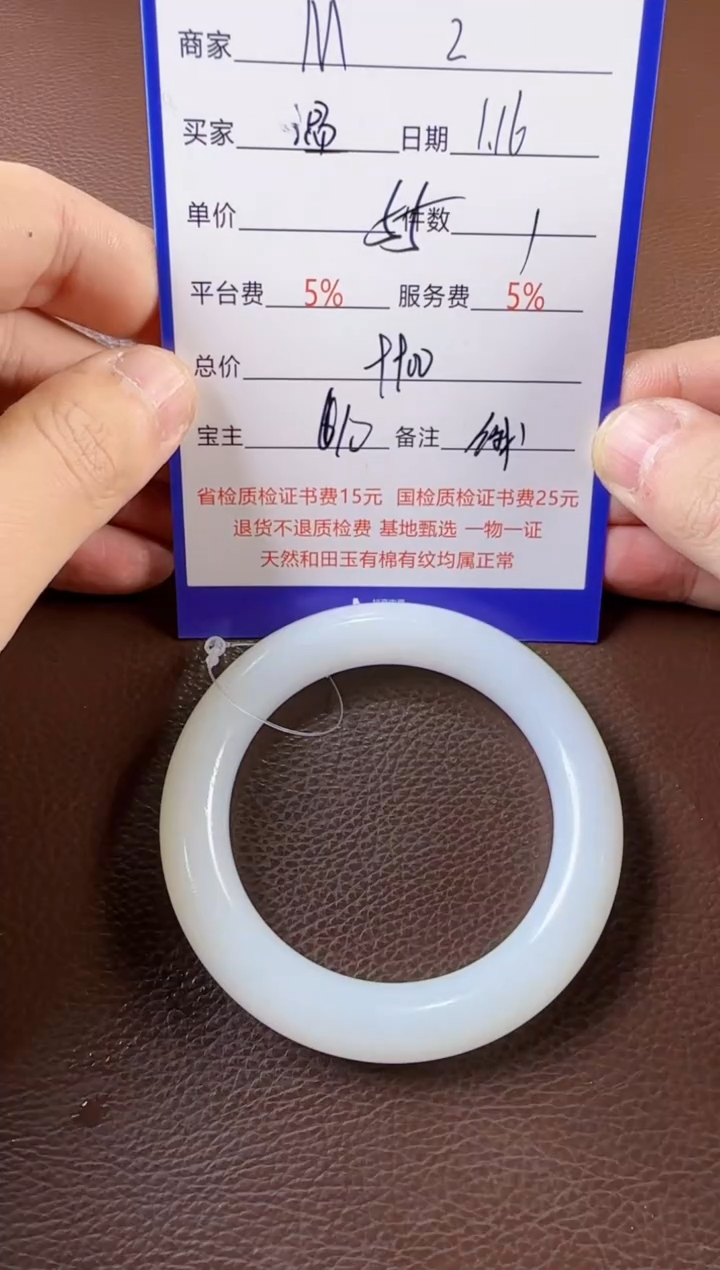 商家 M 2
买家 温 日期 1.16
单价 件数 1
平台费 5% 服务费 5%
总价
宝主 备注
省检质检证书费15元 国检质检证书费25元
退货不退质检费 基地甄选 一物一证
天然和田玉有棉有纹均属正常